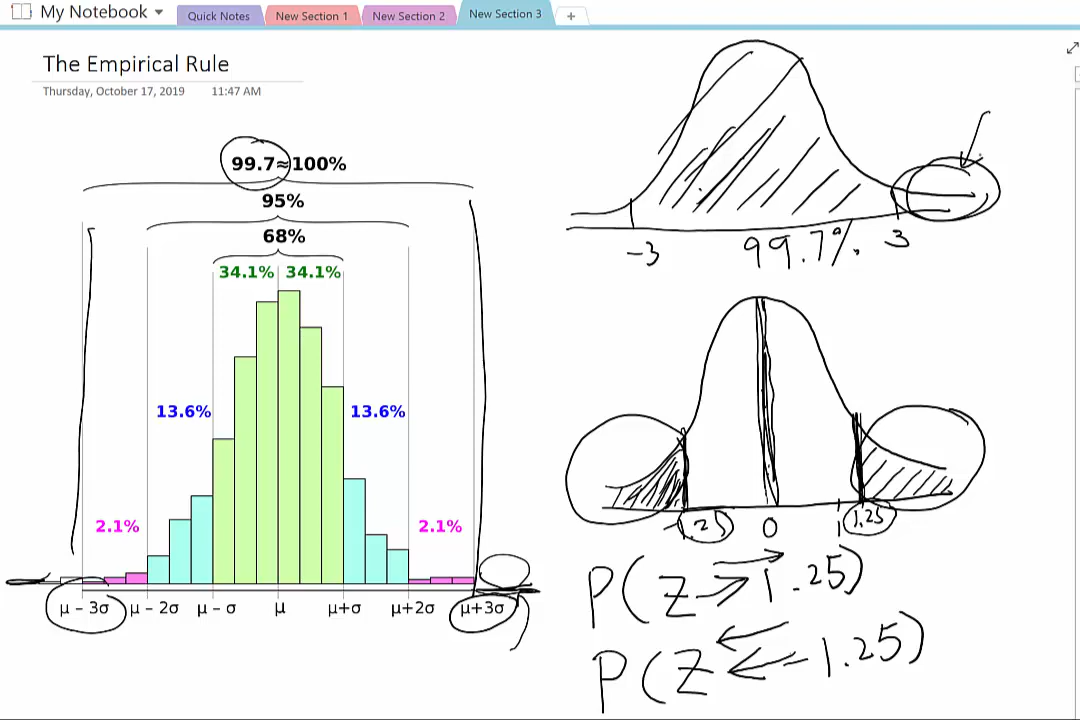 My Notebook
Quick Notes
New Section 1
New Section 2
New Section 3
+
The Empirical Rule
Thursday, October 17, 2019 11:47 AM
99.7≈100%
95%
68%
34.1% 34.1%
13.6% 13.6%
2.1% 2.1%
μ − 3σ μ − 2σ μ − σ μ μ+σ μ+2σ μ+3σ
-3 99.7% 3
-1.25 0 1 1.25
P(Z > 1.25)
P(Z < -1.25)